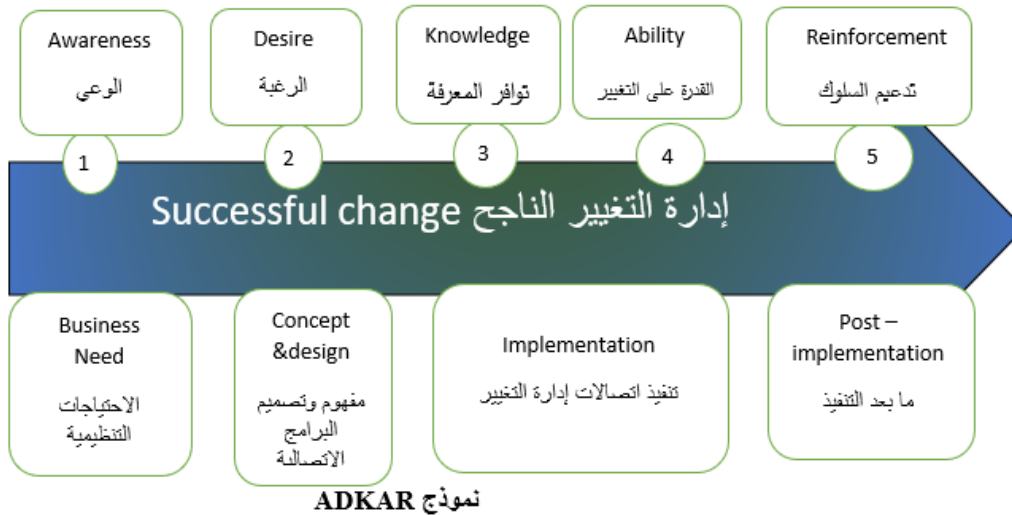 Awareness
الوعي
Desire
الرغبة
Knowledge
توافر المعرفة
Ability
القدرة على التغيير
Reinforcement
تدعيم السلوك
1
2
3
4
5
Successful change إدارة التغيير الناجح
Business
Need
الاحتياجات
التنظيمية
Concept
&design
مفهوم وتصميم
البرامج
الاتصالية
Implementation
تنفيذ اتصالات إدارة التغيير
Post –
implementation
ما بعد التنفيذ
نموذج ADKAR